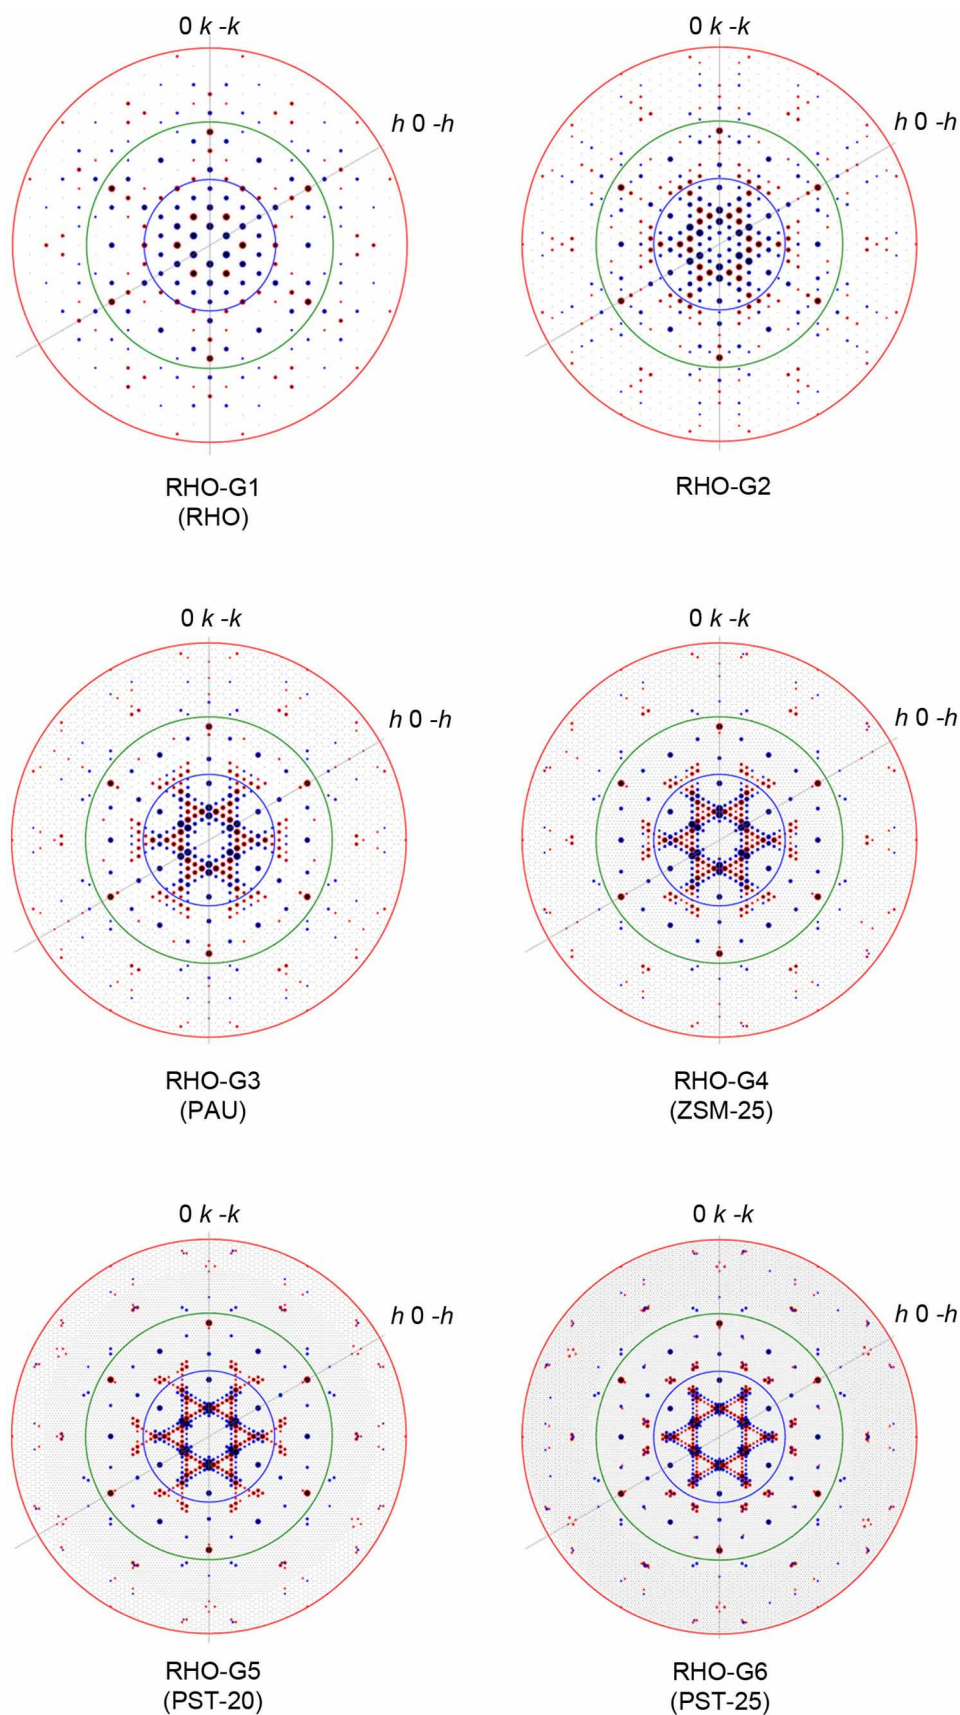 0 k -k
0 k -k
h 0 -h
h 0 -h
RHO-G1
(RHO)
RHO-G2
0 k -k
0 k -k
h 0 -h
h 0 -h
RHO-G3
(PAU)
RHO-G4
(ZSM-25)
0 k -k
0 k -k
h 0 -h
h 0 -h
RHO-G5
(PST-20)
RHO-G6
(PST-25)